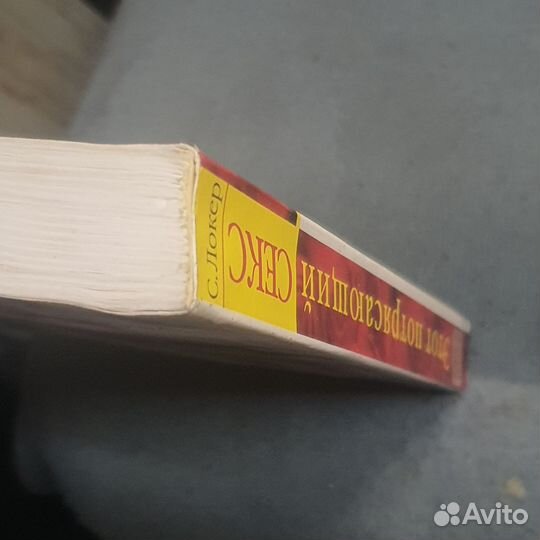 С. Локер
Этот потрясающий
СЕКС
Avito